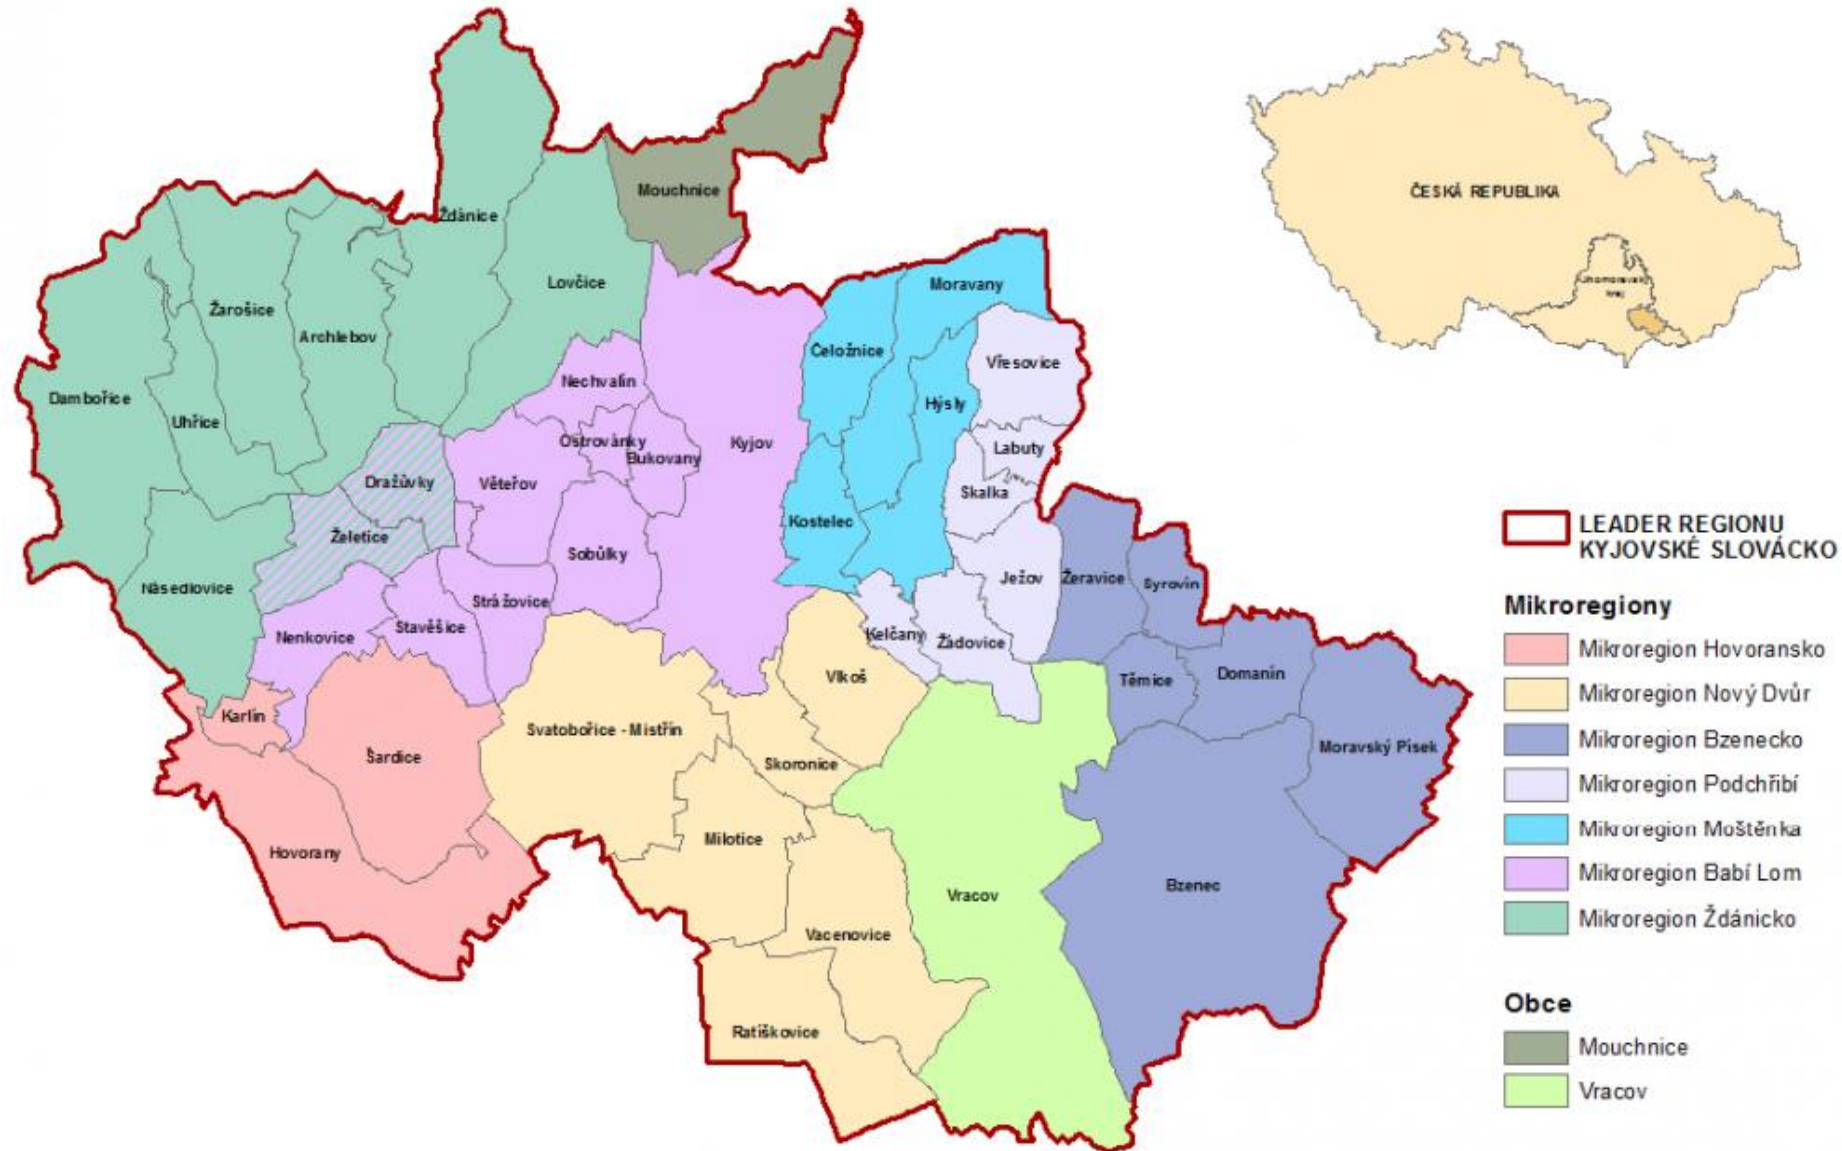 Mouchnice
ČESKÁ REPUBLIKA
Ždánice
Lovčice
Moravany
Žarošice
Archlebov
Čeložnice
Vřesovice
Dambořice
Nechvalín
Hýsly
Uhřice
Ostrovánky
Kyjov
Bukovany
Labuty
Dražůvky
Věteřov
Skalka
Kostelec
Želetice
Sobůlky
Ježov
Žeravice
Syrovín
Násedlovice
Strážovice
Stavěšice
Nenkovice
Kelčany
Žádovice
Vlkoš
Těmice
Domanín
Karlín
Svatobořice - Mistřín
Šardice
Skoronice
Moravský Písek
Milotice
Hovorany
Bzenec
Vracov
Vacenovice
Ratíškovice
LEADER REGIONU
KYJOVSKÉ SLOVÁCKO
Mikroregiony
Mikroregion Hovoransko
Mikroregion Nový Dvůr
Mikroregion Bzenecko
Mikroregion Podchřibí
Mikroregion Moštěnka
Mikroregion Babí Lom
Mikroregion Ždánicko
Obce
Mouchnice
Vracov